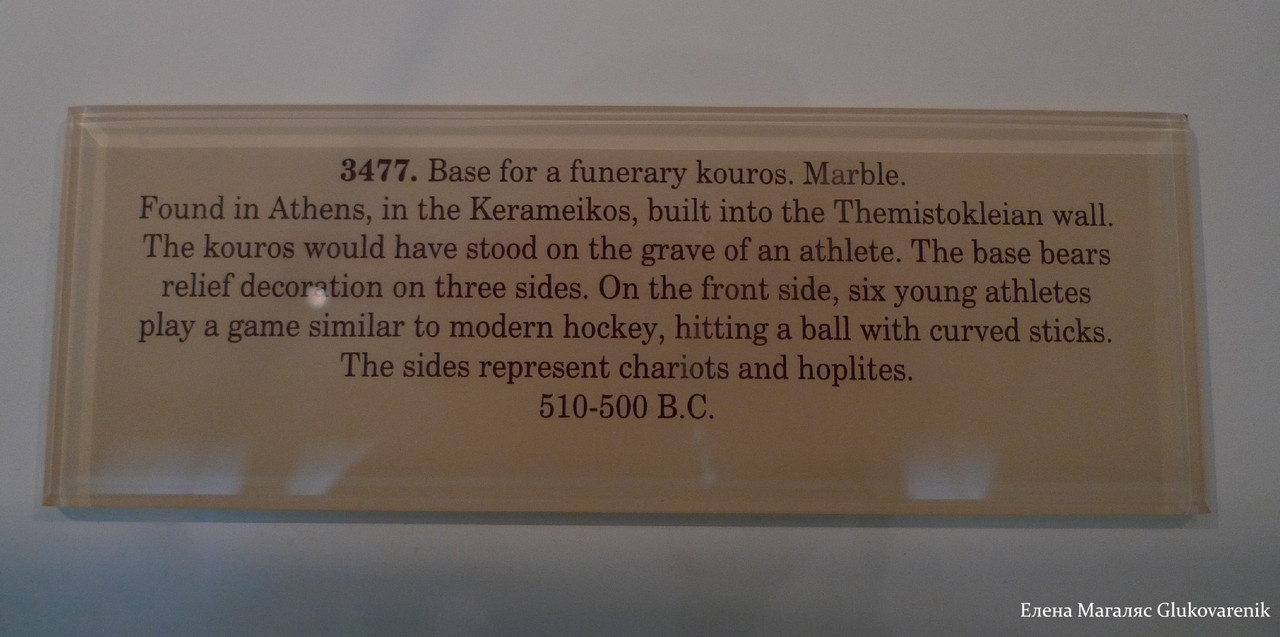 3477. Base for a funerary kouros. Marble.
Found in Athens, in the Kerameikos, built into the Themistokleian wall.
The kouros would have stood on the grave of an athlete. The base bears
relief decoration on three sides. On the front side, six young athletes
play a game similar to modern hockey, hitting a ball with curved sticks.
The sides represent chariots and hoplites.
510-500 B.C.
Елена Магаляс Glukovarenik